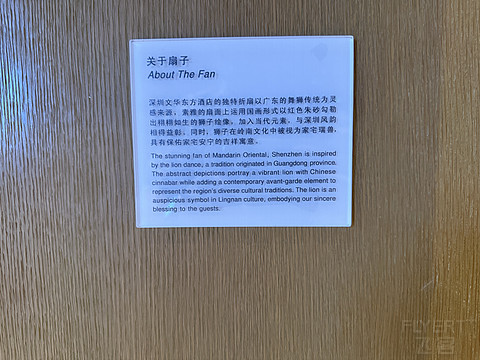 关于扇子
About The Fan
深圳文华东方酒店的独特折扇以广东的舞狮传统为灵
感来源，素雅的扇面上运用国画形式以红色朱砂勾勒
出栩栩如生的狮子绘像，加入当代元素，与深圳风韵
相得益彰。同时，狮子在岭南文化中被视为家宅瑞兽，
具有保佑家宅安宁的吉祥寓意。
The stunning fan of Mandarin Oriental, Shenzhen is inspired
by the lion dance, a tradition originated in Guangdong province.
The abstract depictions portray a vibrant lion with Chinese
cinnabar while adding a contemporary avant-garde element to
represent the region's diverse cultural traditions. The lion is an
auspicious symbol in Lingnan culture, embodying our sincere
blessing to the guests.
FLYERT
飞客